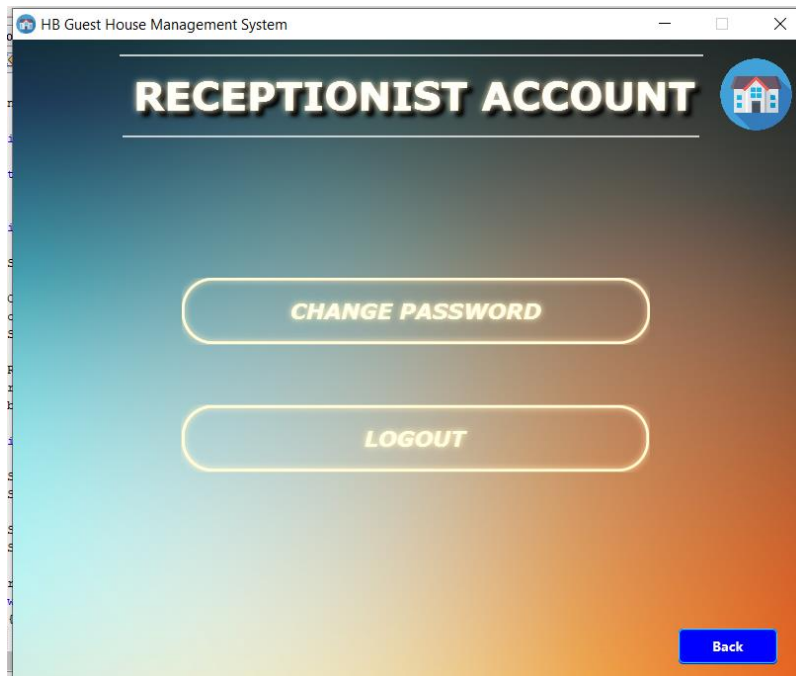 HB Guest House Management System
RECEPTIONIST ACCOUNT
CHANGE PASSWORD
LOGOUT
Back